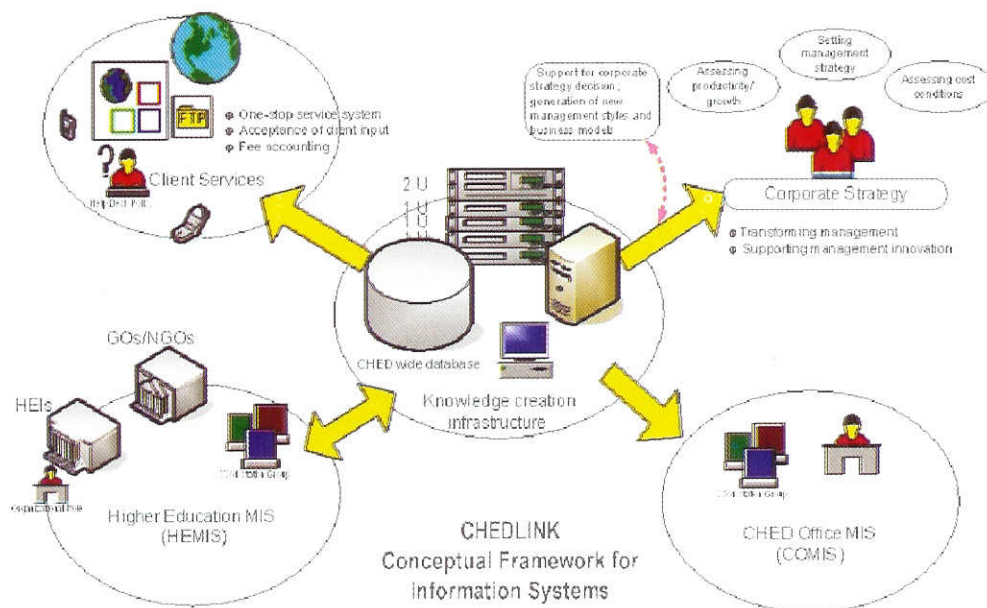 FTP
One-stop service system
Acceptance of client input
Fee accounting
?
Client Services
Support for corporate
strategy decision;
generation of new
management styles and
business models
Assessing
productivity/
growth
Setting
management
strategy
Assessing cost
conditions
Corporate Strategy
Transforming management
Supporting management innovation
2 U
1 U
CHED wide database
Knowledge creation
infrastructure
GOs/NGOs
HEIs
Higher Education MIS
(HEMIS)
CHED Office MIS
(COMIS)
CHEDLINK
Conceptual Framework for
Information Systems